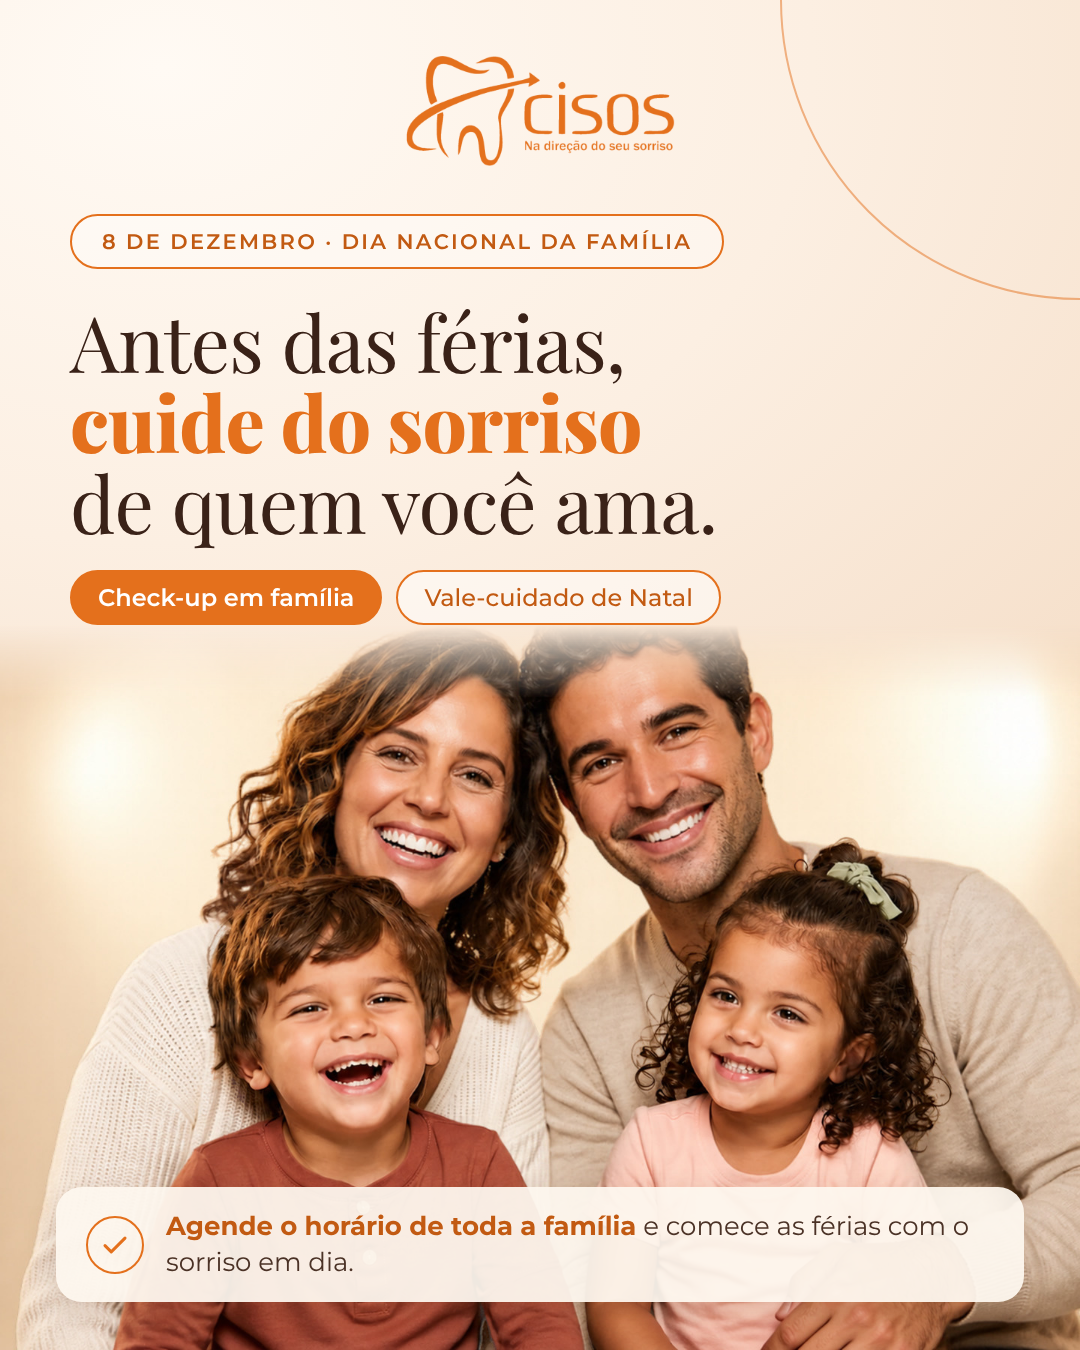 cisos
Na direção do seu sorriso
8 DE DEZEMBRO · DIA NACIONAL DA FAMÍLIA
Antes das férias,
cuide do sorriso
de quem você ama.
Check-up em família
Vale-cuidado de Natal
Agende o horário de toda a família e comece as férias com o
sorriso em dia.